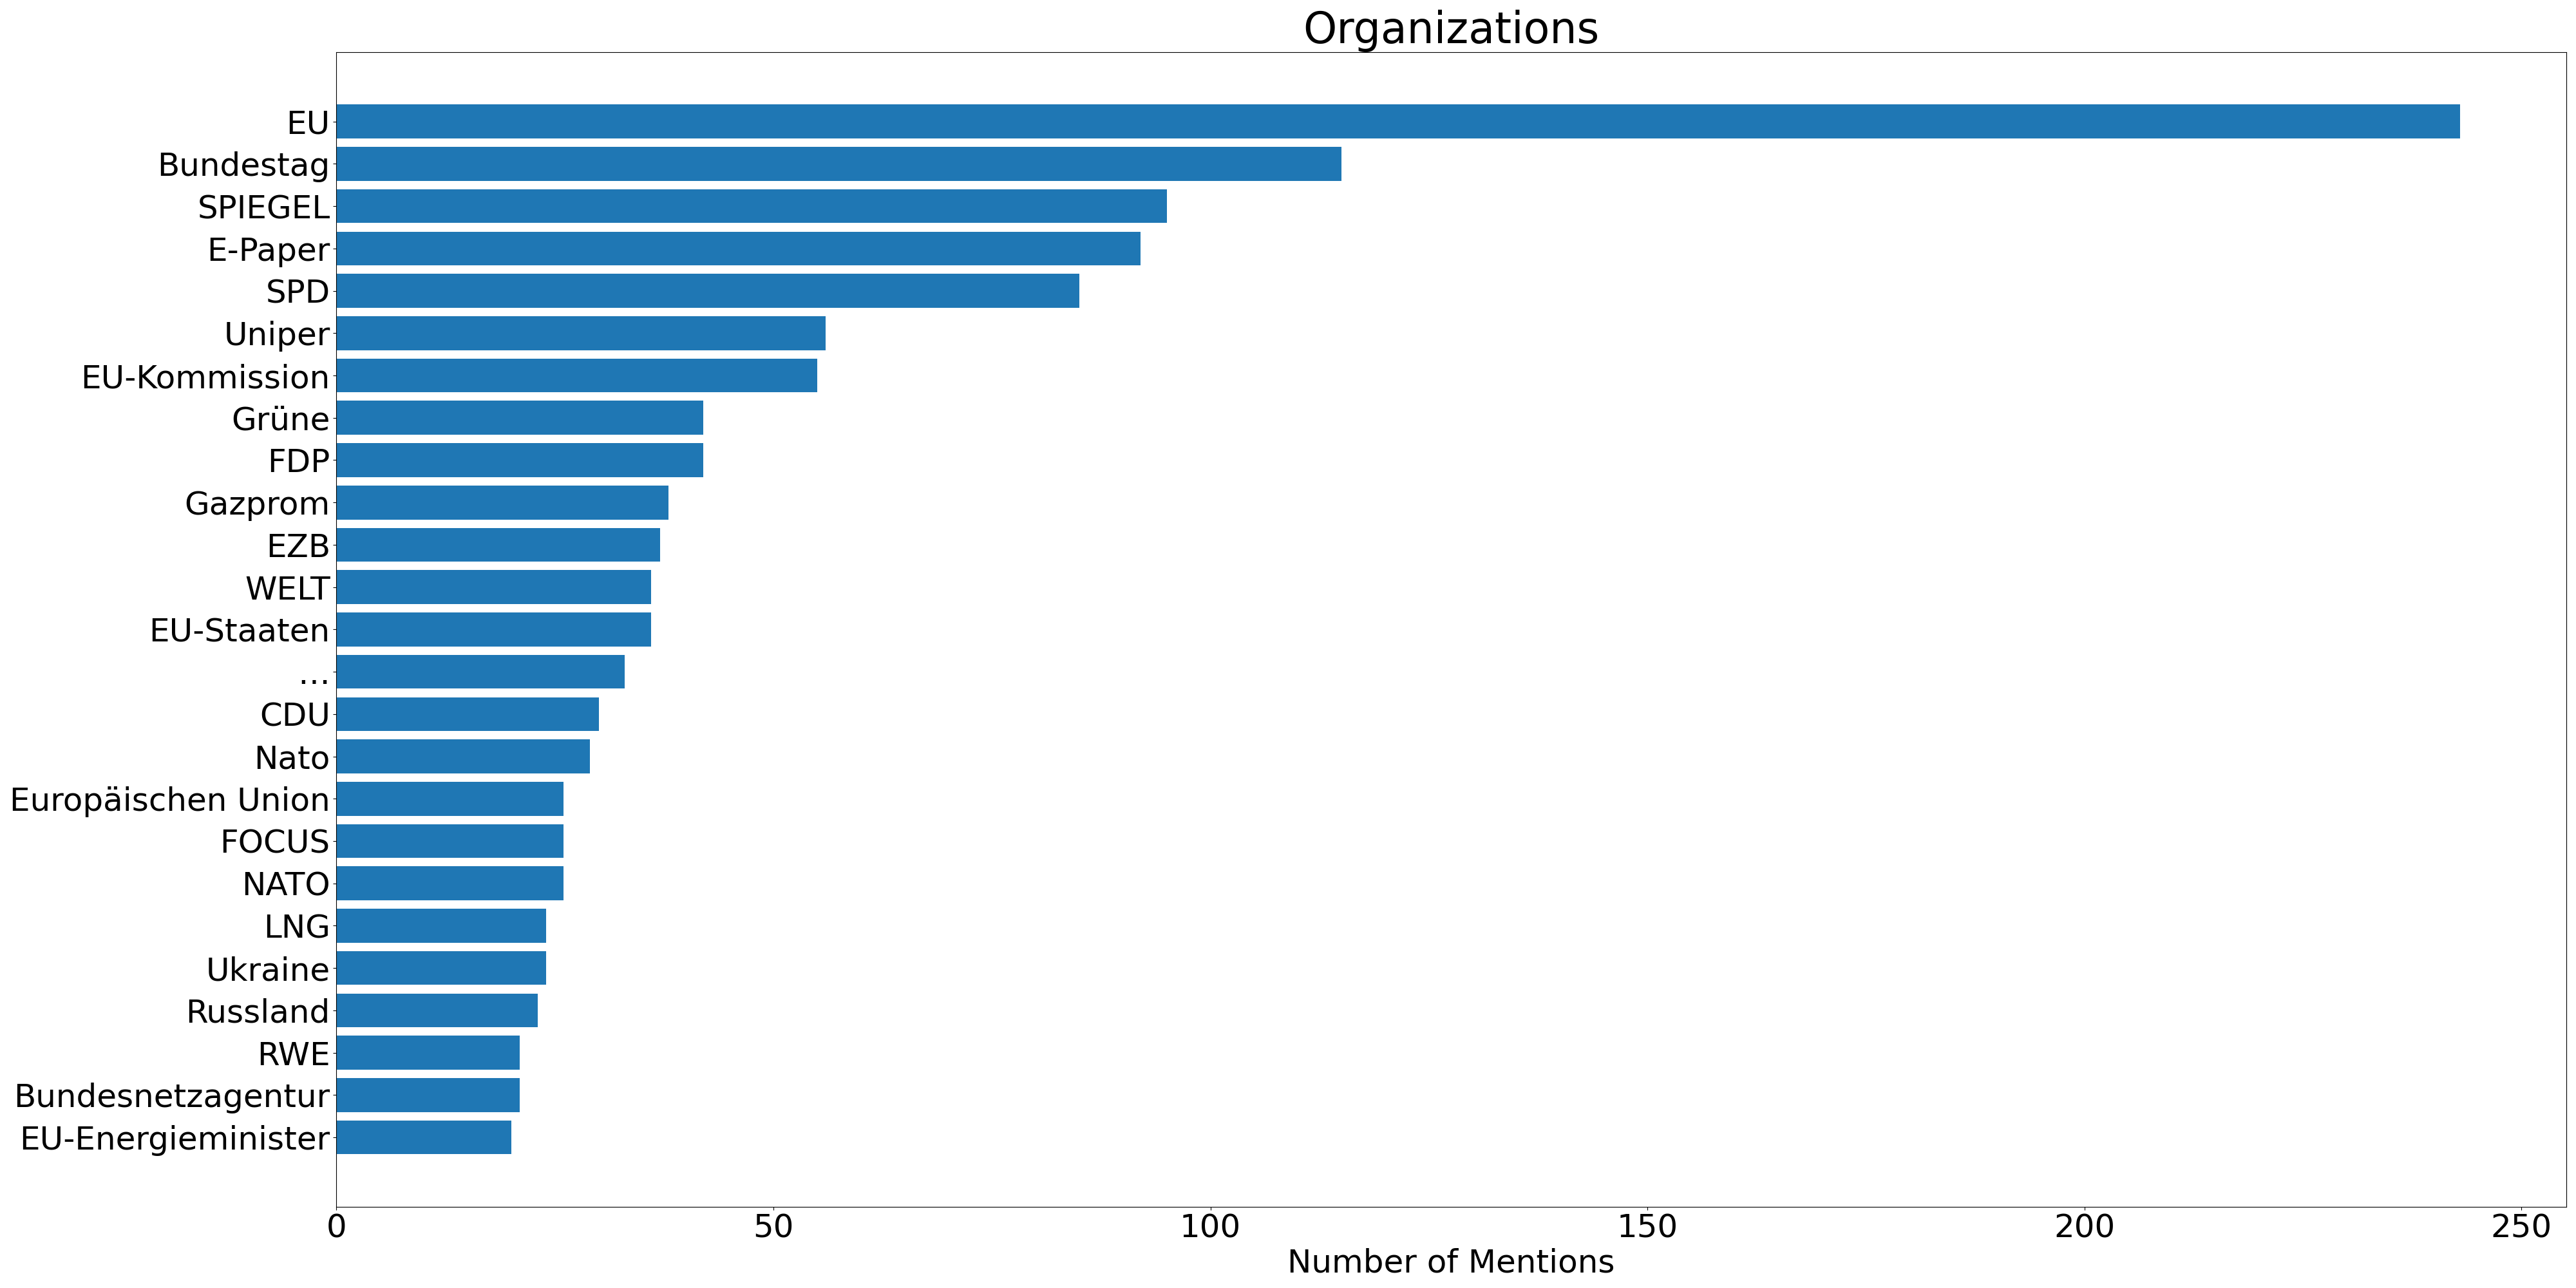 Organizations
EU
Bundestag
SPIEGEL
E-Paper
SPD
Uniper
EU-Kommission
Grüne
FDP
Gazprom
EZB
WELT
EU-Staaten
...
CDU
Nato
Europäischen Union
FOCUS
NATO
LNG
Ukraine
Russland
RWE
Bundesnetzagentur
EU-Energieminister
0 50 100 150 200 250
Number of Mentions